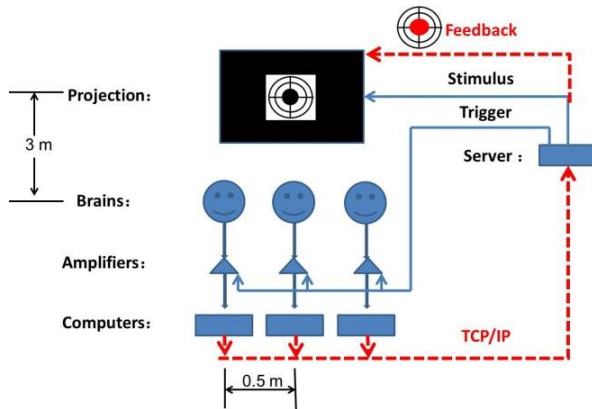 Feedback
Stimulus
Projection：
Trigger
3 m
Server：
Brains：
Amplifiers：
Computers：
TCP/IP
0.5 m